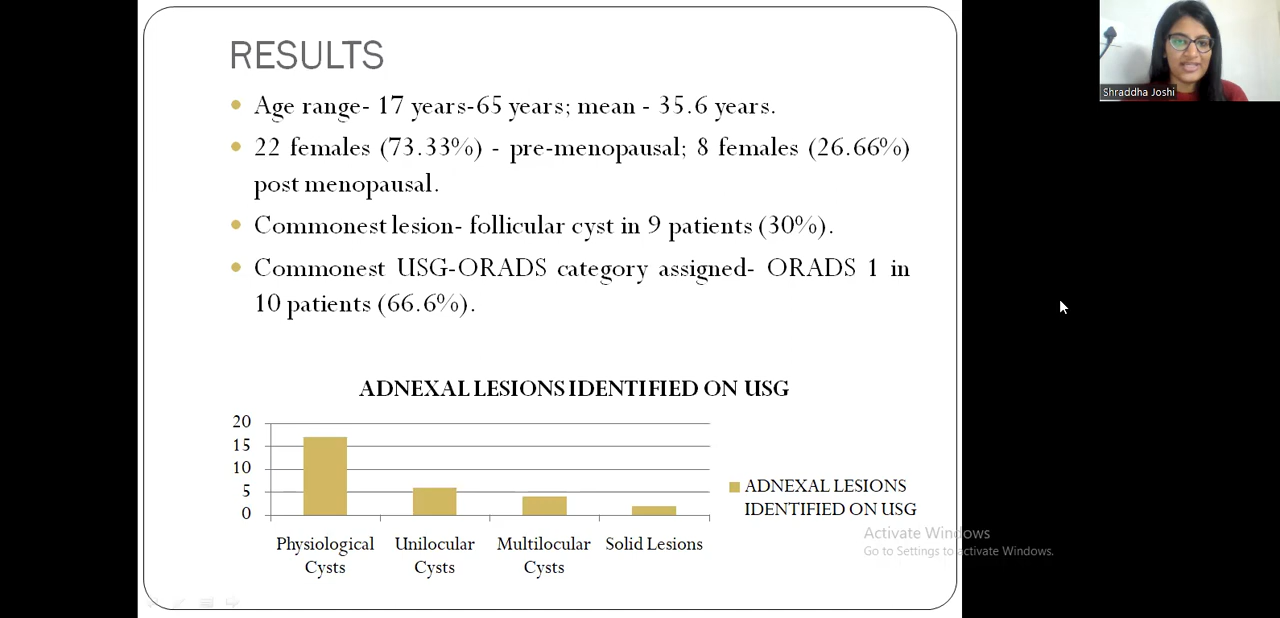 RESULTS
Age range- 17 years-65 years; mean - 35.6 years.
22 females (73.33%) - pre-menopausal; 8 females (26.66%)
post menopausal.
Commonest lesion- follicular cyst in 9 patients (30%).
Commonest USG-ORADS category assigned- ORADS 1 in
10 patients (66.6%).
ADNEXAL LESIONS IDENTIFIED ON USG
20
15
10
5
0
Physiological
Cysts
Unilocular
Cysts
Multilocular
Cysts
Solid Lesions
ADNEXAL LESIONS
IDENTIFIED ON USG
Activate Windows
Go to Settings to activate Windows.
Shraddha Joshi